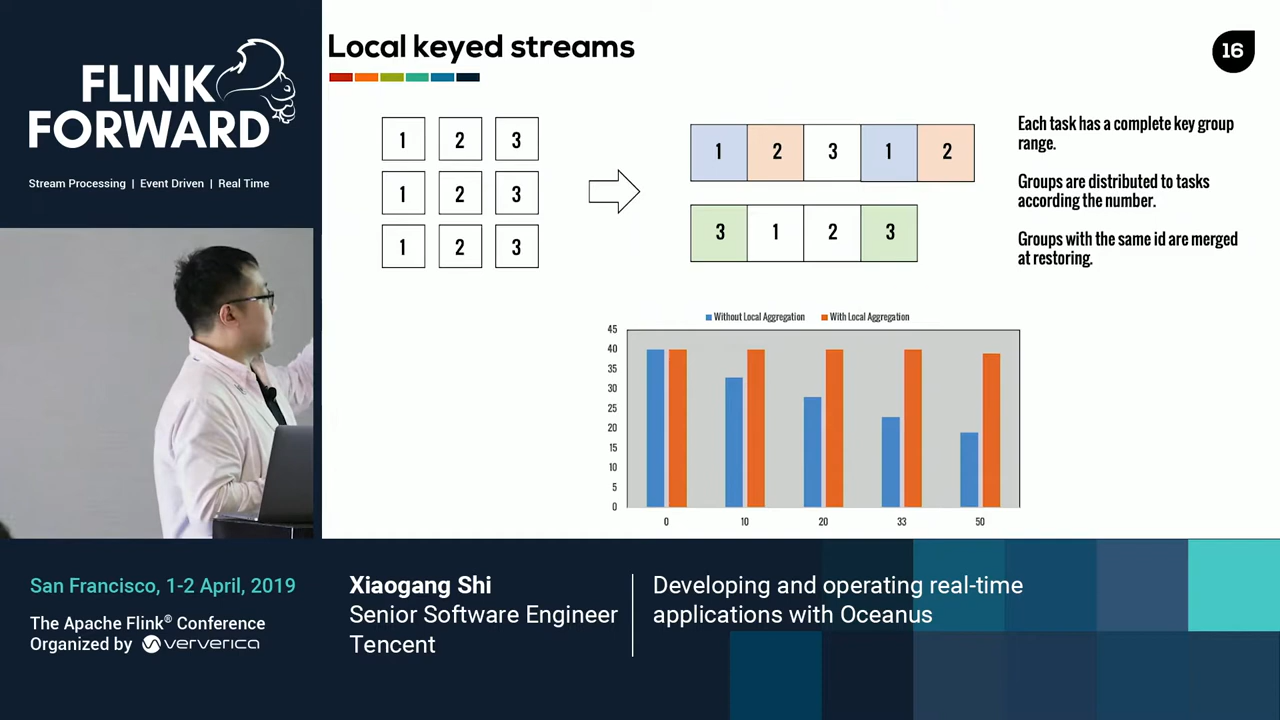 FLINK
FORWARD
Stream Processing | Event Driven | Real Time
Local keyed streams
16
1 2 3
1 2 3
1 2 3
1 2 3 1 2
3 1 2 3
Each task has a complete key group
range.
Groups are distributed to tasks
according the number.
Groups with the same id are merged
at restoring.
Without Local Aggregation With Local Aggregation
45
40
35
30
25
20
15
10
5
0
0 10 20 33 50
San Francisco, 1-2 April, 2019
The Apache Flink® Conference
Organized by ververica
Xiaogang Shi
Senior Software Engineer
Tencent
Developing and operating real-time
applications with Oceanus